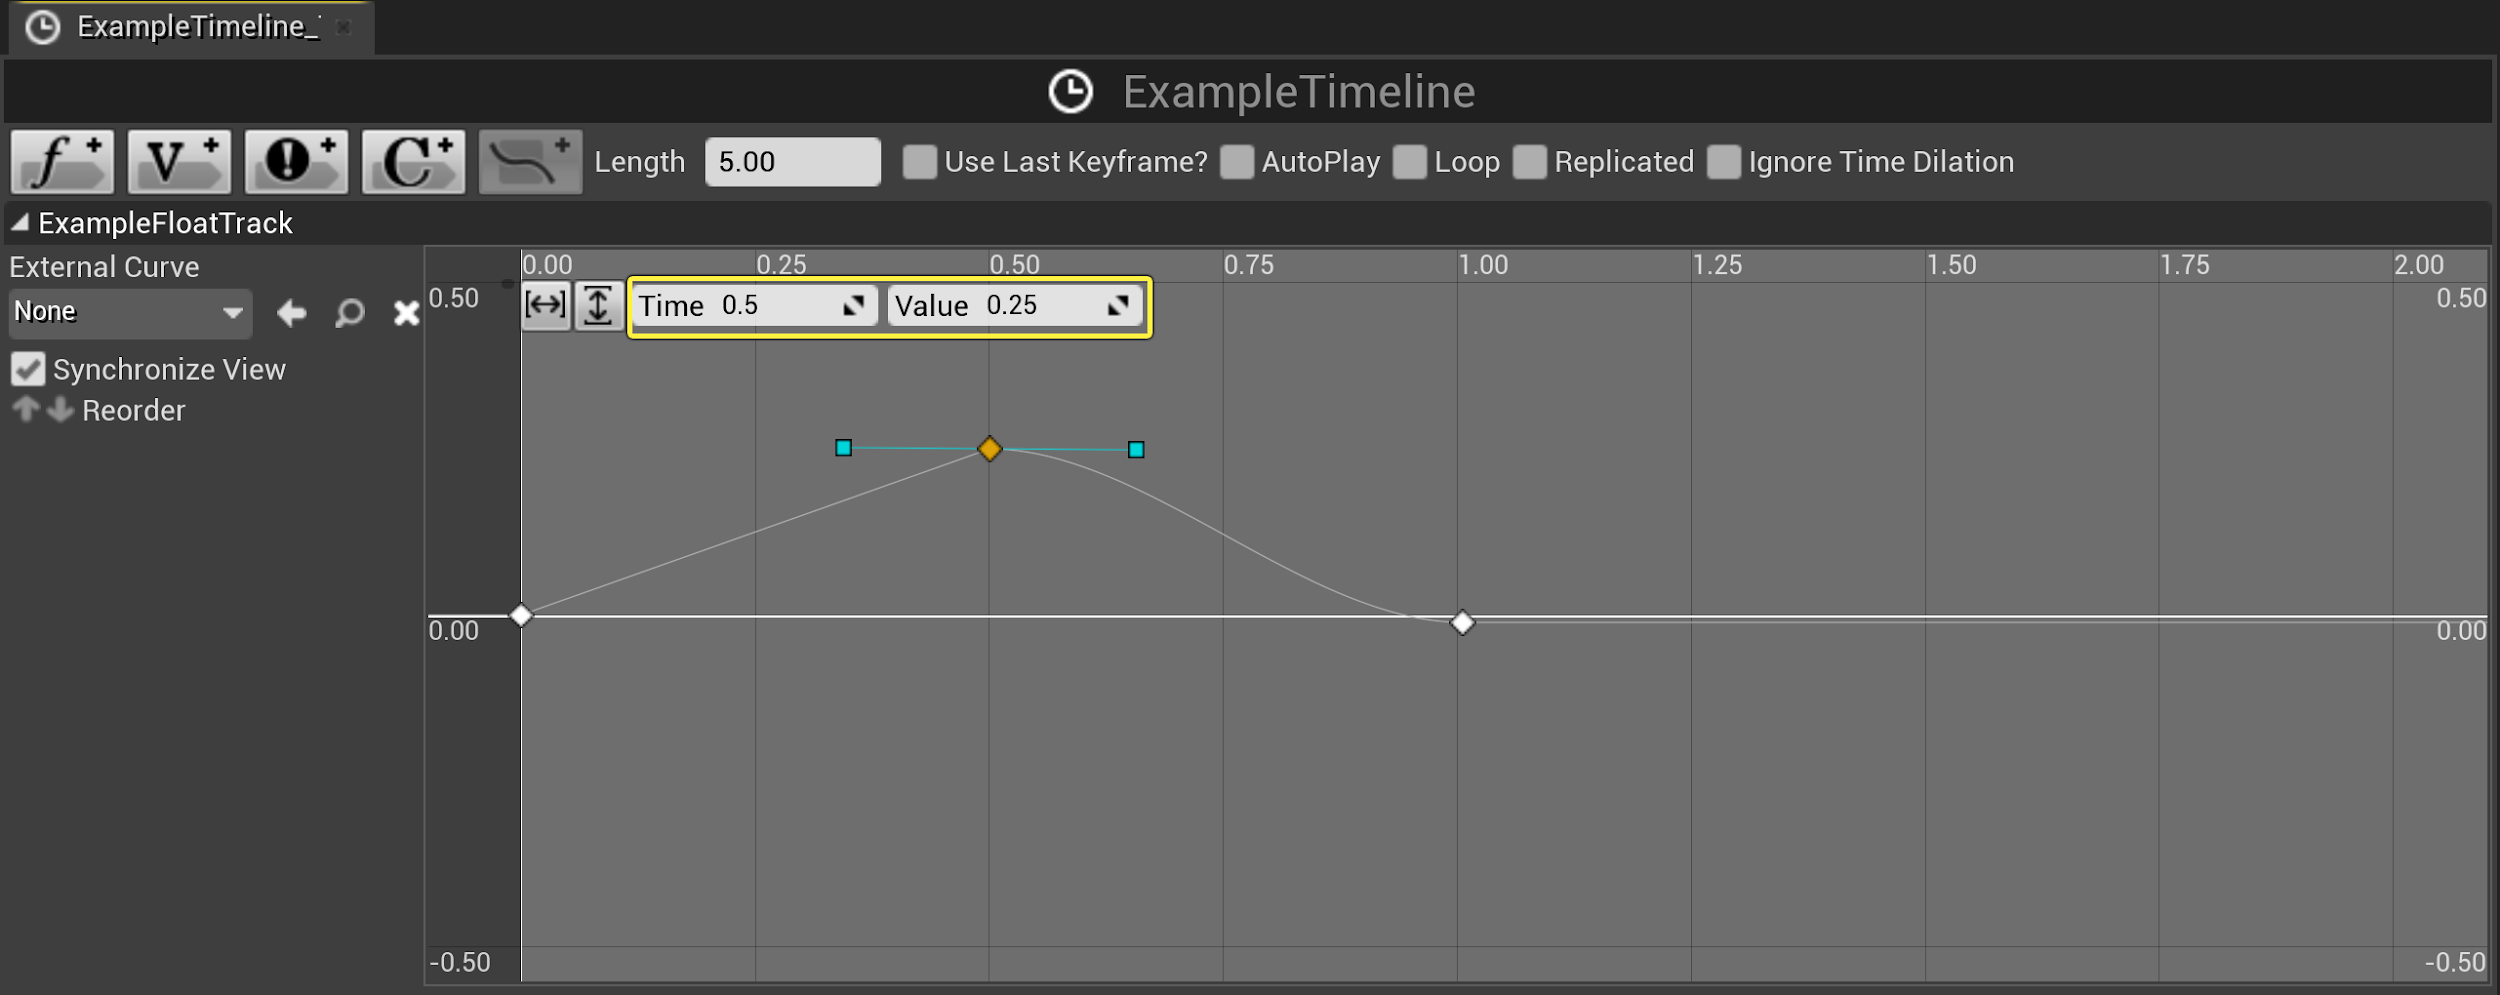 ExampleTimeline_
ExampleTimeline
f V ! C Length 5.00 Use Last Keyframe? AutoPlay Loop Replicated Ignore Time Dilation
ExampleFloatTrack
External Curve
None
Synchronize View
Reorder
0.00 0.25 0.50 0.75 1.00 1.25 1.50 1.75 2.00
0.50 Time 0.5 Value 0.25 0.50
0.00 0.00
-0.50 -0.50